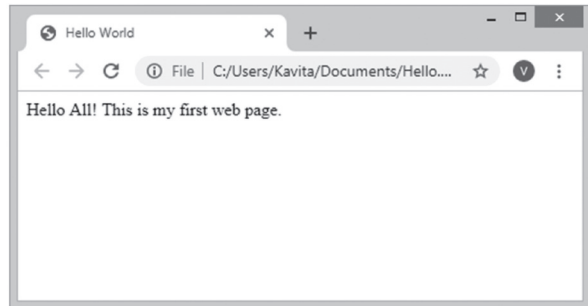 Hello World
File | C:/Users/Kavita/Documents/Hello.... V
Hello All! This is my first web page.